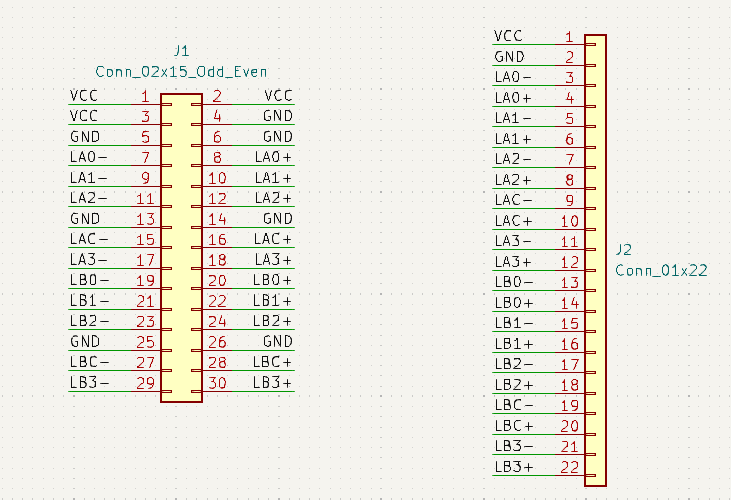 J1
Conn_02x15_Odd_Even
VCC 1 2 VCC
VCC 3 4 GND
GND 5 6 GND
LA0- 7 8 LA0+
LA1- 9 10 LA1+
LA2- 11 12 LA2+
GND 13 14 GND
LAC- 15 16 LAC+
LA3- 17 18 LA3+
LB0- 19 20 LB0+
LB1- 21 22 LB1+
LB2- 23 24 LB2+
GND 25 26 GND
LBC- 27 28 LBC+
LB3- 29 30 LB3+
VCC 1
GND 2
LA0- 3
LA0+ 4
LA1- 5
LA1+ 6
LA2- 7
LA2+ 8
LAC- 9
LAC+ 10
LA3- 11
LA3+ 12
LB0- 13
LB0+ 14
LB1- 15
LB1+ 16
LB2- 17
LB2+ 18
LBC- 19
LBC+ 20
LB3- 21
LB3+ 22
J2
Conn_01x22